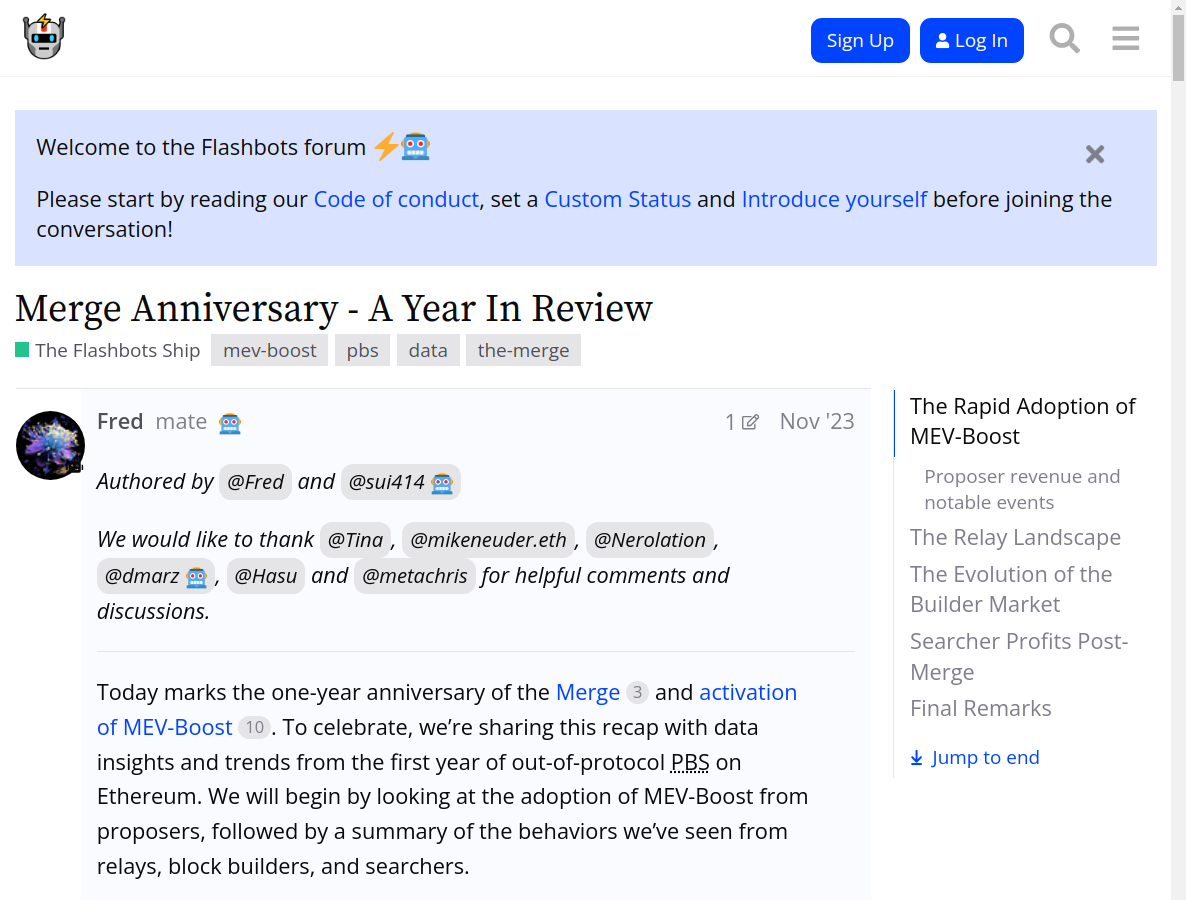 Sign Up
Log In
Welcome to the Flashbots forum
Please start by reading our Code of conduct, set a Custom Status and Introduce yourself before joining the
conversation!
Merge Anniversary - A Year In Review
The Flashbots Ship mev-boost pbs data the-merge
Fred mate 1 Nov '23
Authored by @Fred and @sui414
We would like to thank @Tina, @mikeneuder.eth, @Nerolation,
@dmarz, @Hasu and @metachris for helpful comments and
discussions.
Today marks the one-year anniversary of the Merge 3 and activation
of MEV-Boost 10. To celebrate, we’re sharing this recap with data
insights and trends from the first year of out-of-protocol PBS on
Ethereum. We will begin by looking at the adoption of MEV-Boost from
proposers, followed by a summary of the behaviors we’ve seen from
relays, block builders, and searchers.
The Rapid Adoption of
MEV-Boost
Proposer revenue and
notable events
The Relay Landscape
The Evolution of the
Builder Market
Searcher Profits Post-
Merge
Final Remarks
Jump to end